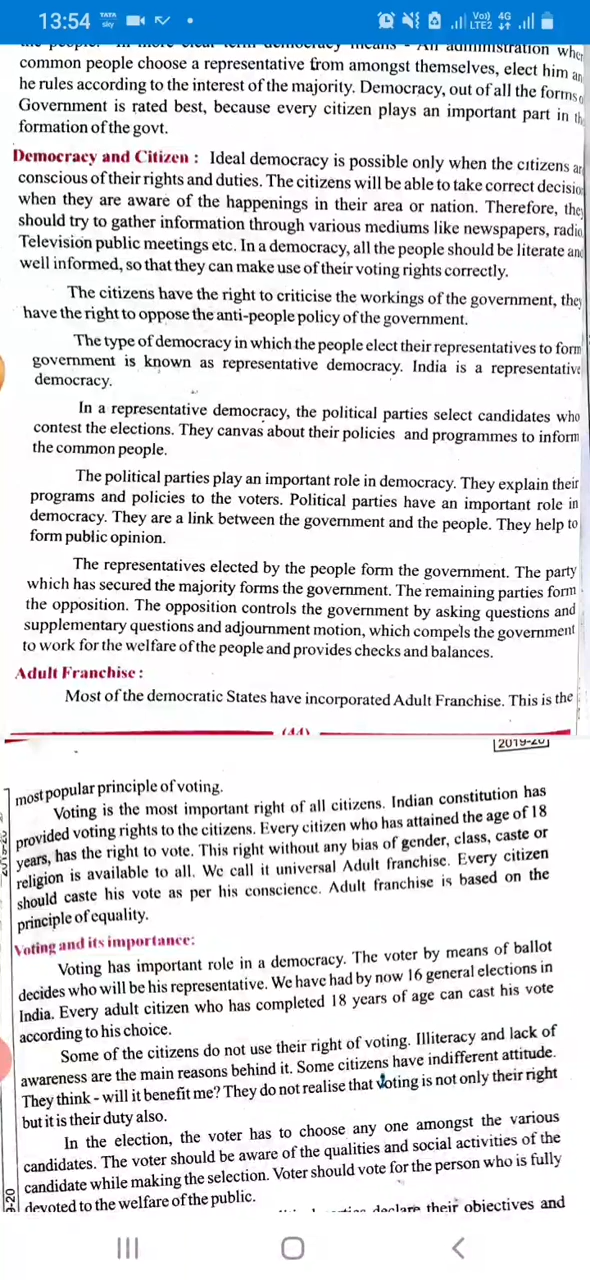 13:54 TATA sky Vo)) LTE2 4G
common people choose a representative from amongst themselves, elect him an
he rules according to the interest of the majority. Democracy, out of all the forms o
Government is rated best, because every citizen plays an important part in th
formation of the govt.
Democracy and Citizen : Ideal democracy is possible only when the citizens ar
conscious of their rights and duties. The citizens will be able to take correct decisio
when they are aware of the happenings in their area or nation. Therefore, they
should try to gather information through various mediums like newspapers, radio
Television public meetings etc. In a democracy, all the people should be literate and
well informed, so that they can make use of their voting rights correctly.
The citizens have the right to criticise the workings of the government, they
have the right to oppose the anti-people policy of the government.
The type of democracy in which the people elect their representatives to form
government is known as representative democracy. India is a representative
democracy.
In a representative democracy, the political parties select candidates who
contest the elections. They canvas about their policies and programmes to inform
the common people.
The political parties play an important role in democracy. They explain their
programs and policies to the voters. Political parties have an important role in
democracy. They are a link between the government and the people. They help to
form public opinion.
The representatives elected by the people form the government. The party
which has secured the majority forms the government. The remaining parties form
the opposition. The opposition controls the government by asking questions and
supplementary questions and adjournment motion, which compels the government
to work for the welfare of the people and provides checks and balances.
Adult Franchise :
Most of the democratic States have incorporated Adult Franchise. This is the
(44)
2019-20
most popular principle of voting.
Voting is the most important right of all citizens. Indian constitution has
provided voting rights to the citizens. Every citizen who has attained the age of 18
years, has the right to vote. This right without any bias of gender, class, caste or
religion is available to all. We call it universal Adult franchise. Every citizen
should caste his vote as per his conscience. Adult franchise is based on the
principle of equality.
Voting and its importance:
Voting has important role in a democracy. The voter by means of ballot
decides who will be his representative. We have had by now 16 general elections in
India. Every adult citizen who has completed 18 years of age can cast his vote
according to his choice.
Some of the citizens do not use their right of voting. Illiteracy and lack of
awareness are the main reasons behind it. Some citizens have indifferent attitude.
They think - will it benefit me? They do not realise that voting is not only their right
but it is their duty also.
In the election, the voter has to choose any one amongst the various
candidates. The voter should be aware of the qualities and social activities of the
candidate while making the selection. Voter should vote for the person who is fully
devoted to the welfare of the public.
declare their objectives and